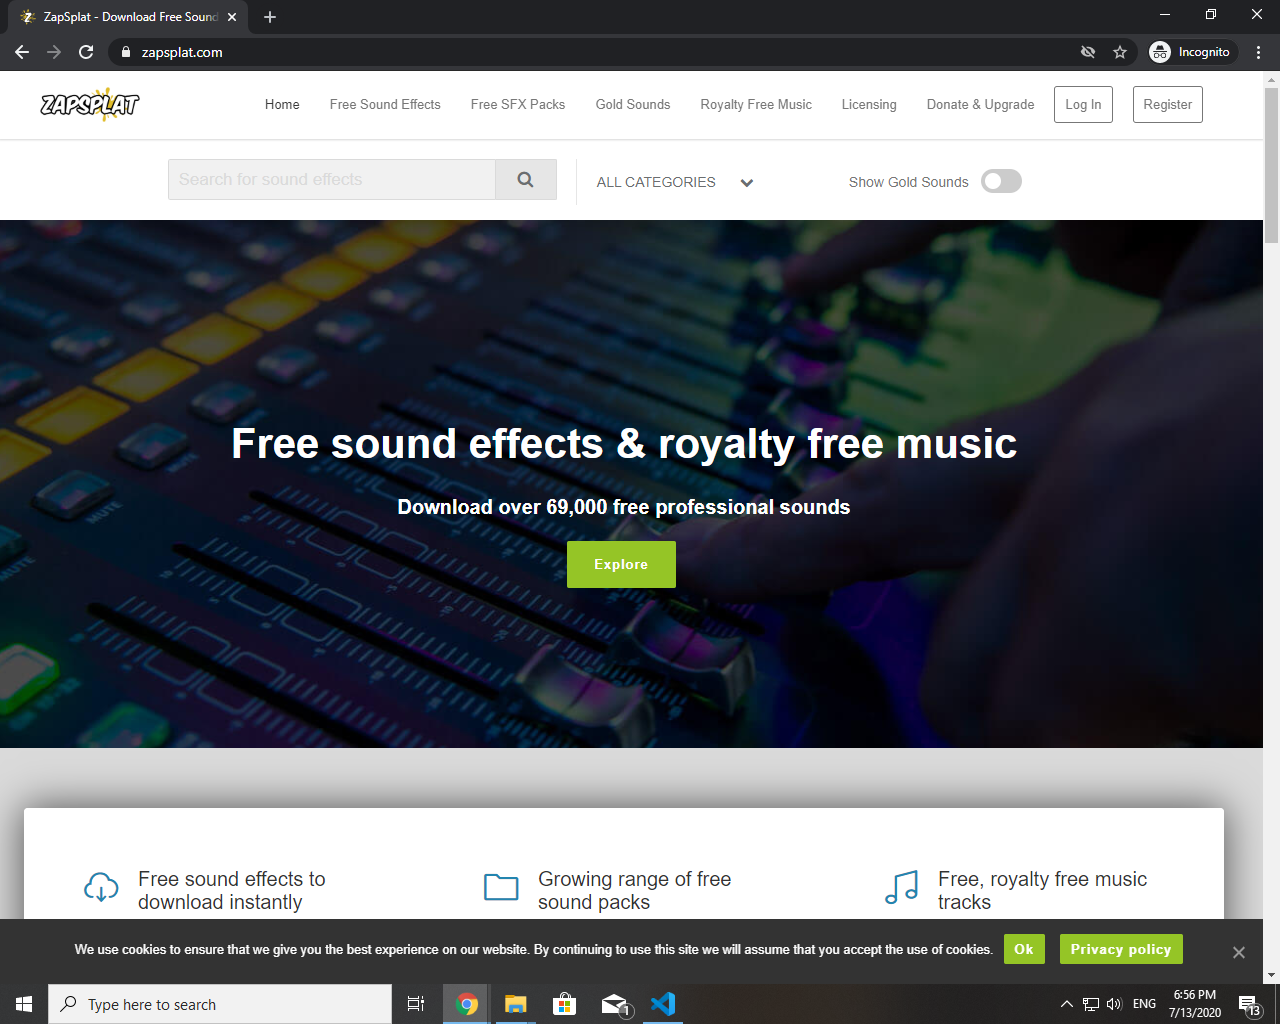 ZapSplat - Download Free Sound
zapsplat.com
Incognito
ZAPSPLAT
Home
Free Sound Effects
Free SFX Packs
Gold Sounds
Royalty Free Music
Licensing
Donate & Upgrade
Log In
Register
Search for sound effects
ALL CATEGORIES
Show Gold Sounds
MUTE
MUTE
MUTE
Free sound effects & royalty free music
Download over 69,000 free professional sounds
Explore
Free sound effects to
download instantly
Growing range of free
sound packs
Free, royalty free music
tracks
We use cookies to ensure that we give you the best experience on our website. By continuing to use this site we will assume that you accept the use of cookies.
Ok
Privacy policy
Type here to search
1
ENG
6:56 PM
7/13/2020
13